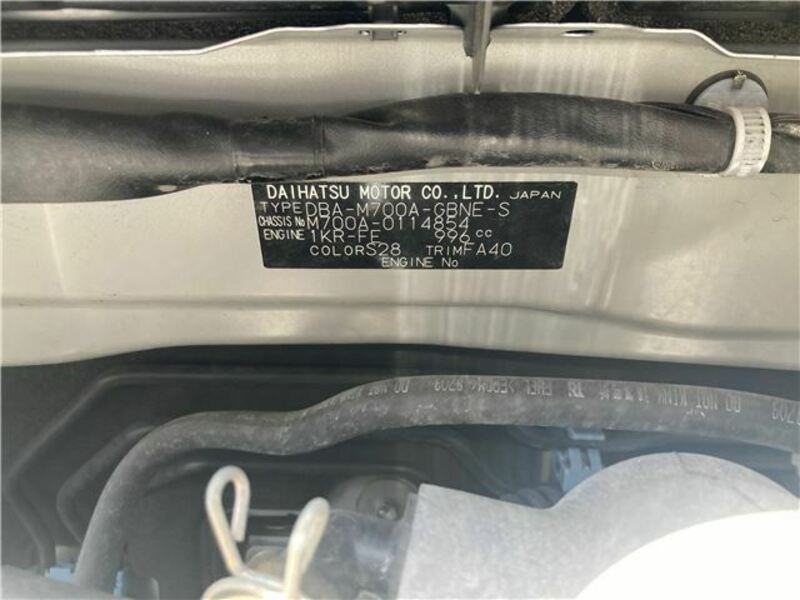 DAIHATSU MOTOR CO.,LTD. JAPAN
TYPE DBA-M700A-GBNE-S
CHASSIS No M700A-0114854
ENGINE 1KR-FE 996 cc
COLOR S28 TRIM FA40
ENGINE No